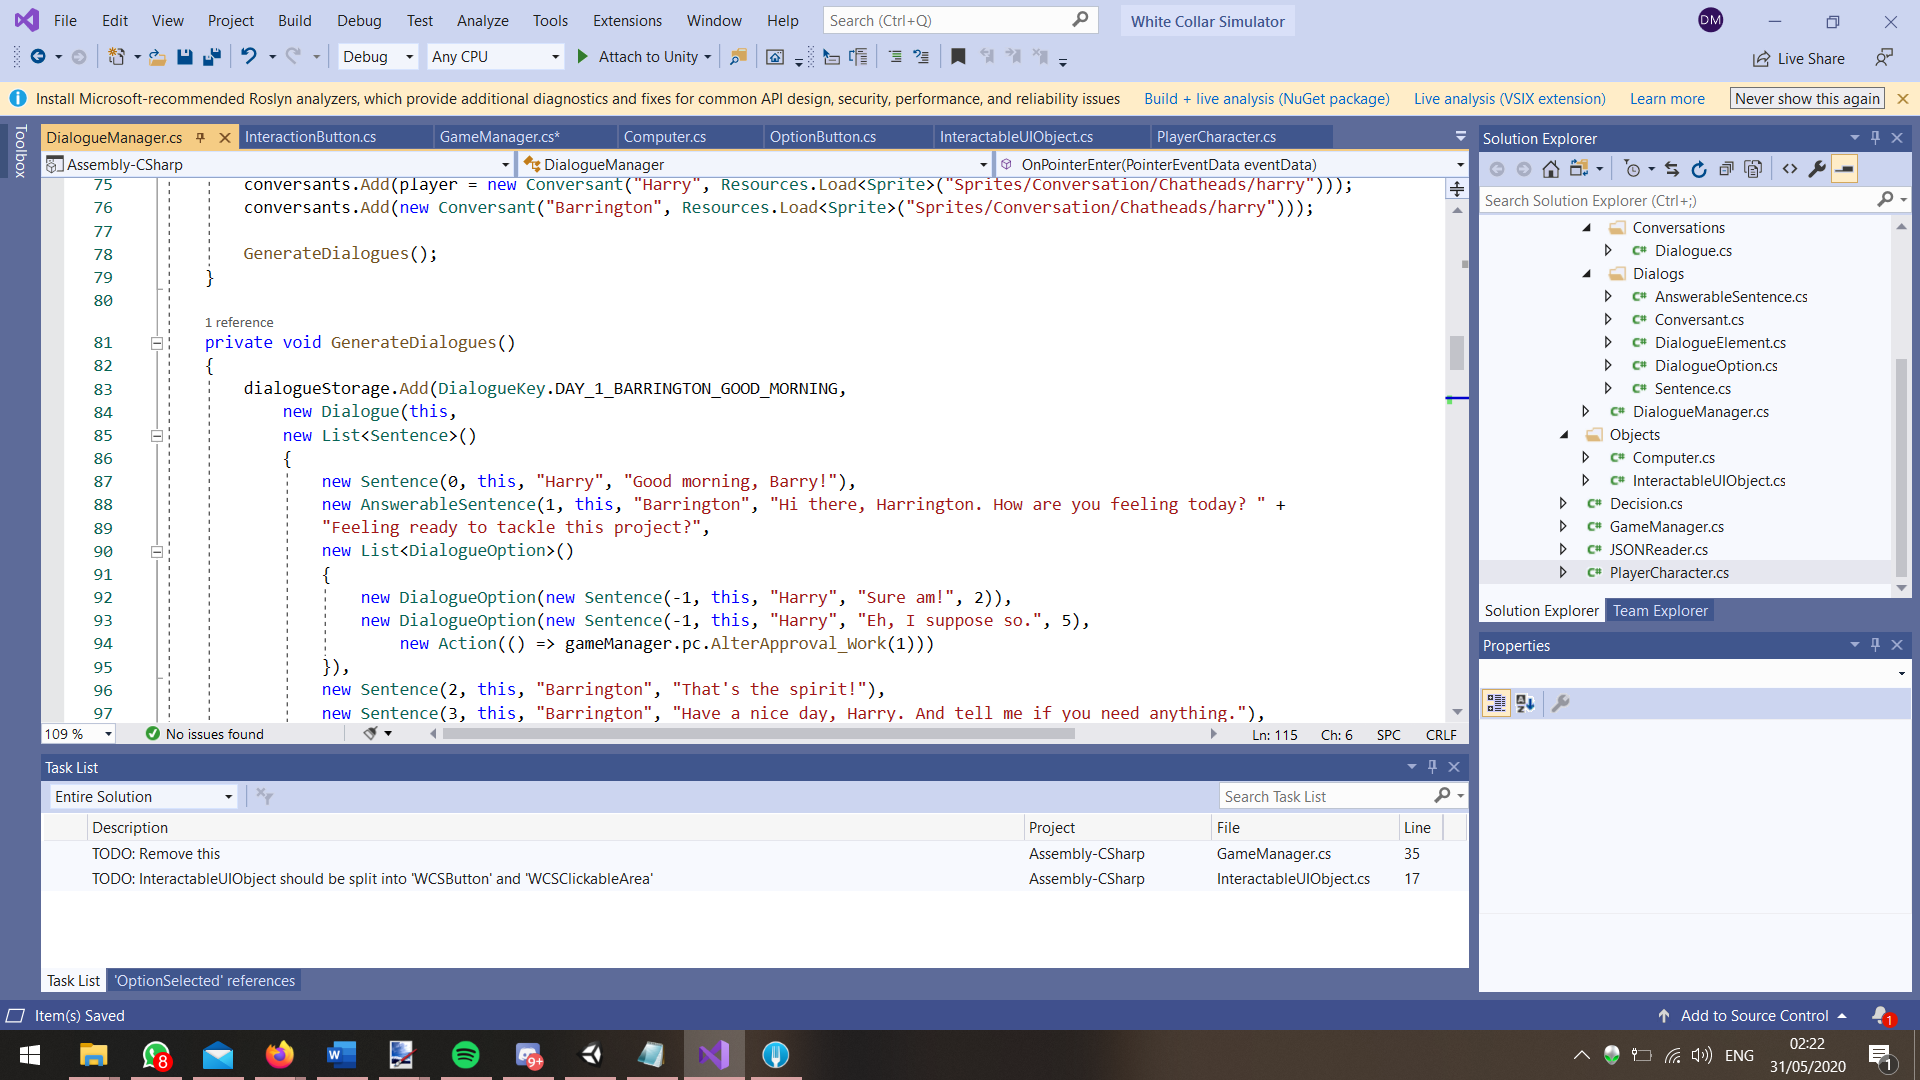 File Edit View Project Build Debug Test Analyze Tools Extensions Window Help Search (Ctrl+Q) White Collar Simulator DM
Debug Any CPU Attach to Unity Live Share
Install Microsoft-recommended Roslyn analyzers, which provide additional diagnostics and fixes for common API design, security, performance, and reliability issues Build + live analysis (NuGet package) Live analysis (VSIX extension) Learn more Never show this again
Toolbox
DialogueManager.cs InteractionButton.cs GameManager.cs* Computer.cs OptionButton.cs InteractableUIObject.cs PlayerCharacter.cs
Assembly-CSharp DialogueManager OnPointerEnter(PointerEventData eventData)
75 conversants.Add(player = new Conversant("Harry", Resources.Load<Sprite>("Sprites/Conversation/Chatheads/harry")));
76 conversants.Add(new Conversant("Barrington", Resources.Load<Sprite>("Sprites/Conversation/Chatheads/harry")));
77
78 GenerateDialogues();
79 }
80
1 reference
81 private void GenerateDialogues()
82 {
83 dialogueStorage.Add(DialogueKey.DAY_1_BARRINGTON_GOOD_MORNING,
84 new Dialogue(this,
85 new List<Sentence>()
86 {
87 new Sentence(0, this, "Harry", "Good morning, Barry!"),
88 new AnswerableSentence(1, this, "Barrington", "Hi there, Harrington. How are you feeling today? " +
89 "Feeling ready to tackle this project?",
90 new List<DialogueOption>()
91 {
92 new DialogueOption(new Sentence(-1, this, "Harry", "Sure am!", 2)),
93 new DialogueOption(new Sentence(-1, this, "Harry", "Eh, I suppose so.", 5),
94 new Action(() => gameManager.pc.AlterApproval_Work(1)))
95 }),
96 new Sentence(2, this, "Barrington", "That's the spirit!"),
97 new Sentence(3, this, "Barrington", "Have a nice day, Harry. And tell me if you need anything."),
109 % No issues found Ln: 115 Ch: 6 SPC CRLF
Task List
Entire Solution Search Task List
Description Project File Line
TODO: Remove this Assembly-CSharp GameManager.cs 35
TODO: InteractableUIObject should be split into 'WCSButton' and 'WCSClickableArea' Assembly-CSharp InteractableUIObject.cs 17
Task List 'OptionSelected' references
Solution Explorer
Search Solution Explorer (Ctrl+;)
Conversations
C# Dialogue.cs
Dialogs
C# AnswerableSentence.cs
C# Conversant.cs
C# DialogueElement.cs
C# DialogueOption.cs
C# Sentence.cs
C# DialogueManager.cs
Objects
C# Computer.cs
C# InteractableUIObject.cs
C# Decision.cs
C# GameManager.cs
C# JSONReader.cs
C# PlayerCharacter.cs
Solution Explorer Team Explorer
Properties
Item(s) Saved Add to Source Control 1
8 9+ ENG 02:22
31/05/2020 1